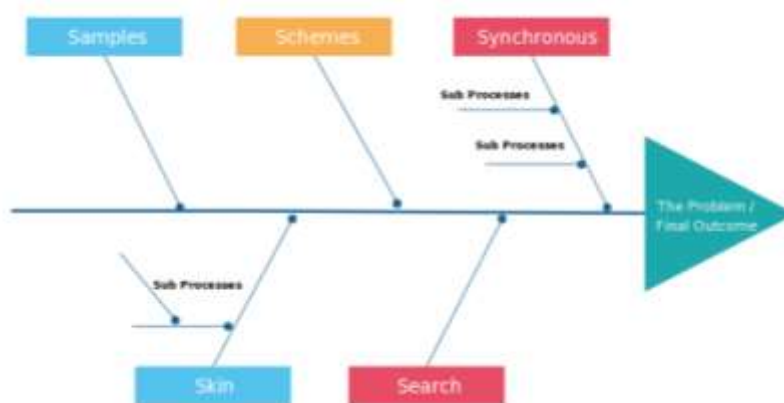 Samples
Schemes
Synchronous
Sub Processes
Sub Processes
The Problem /
Final Outcome
Sub Processes
Skin
Search